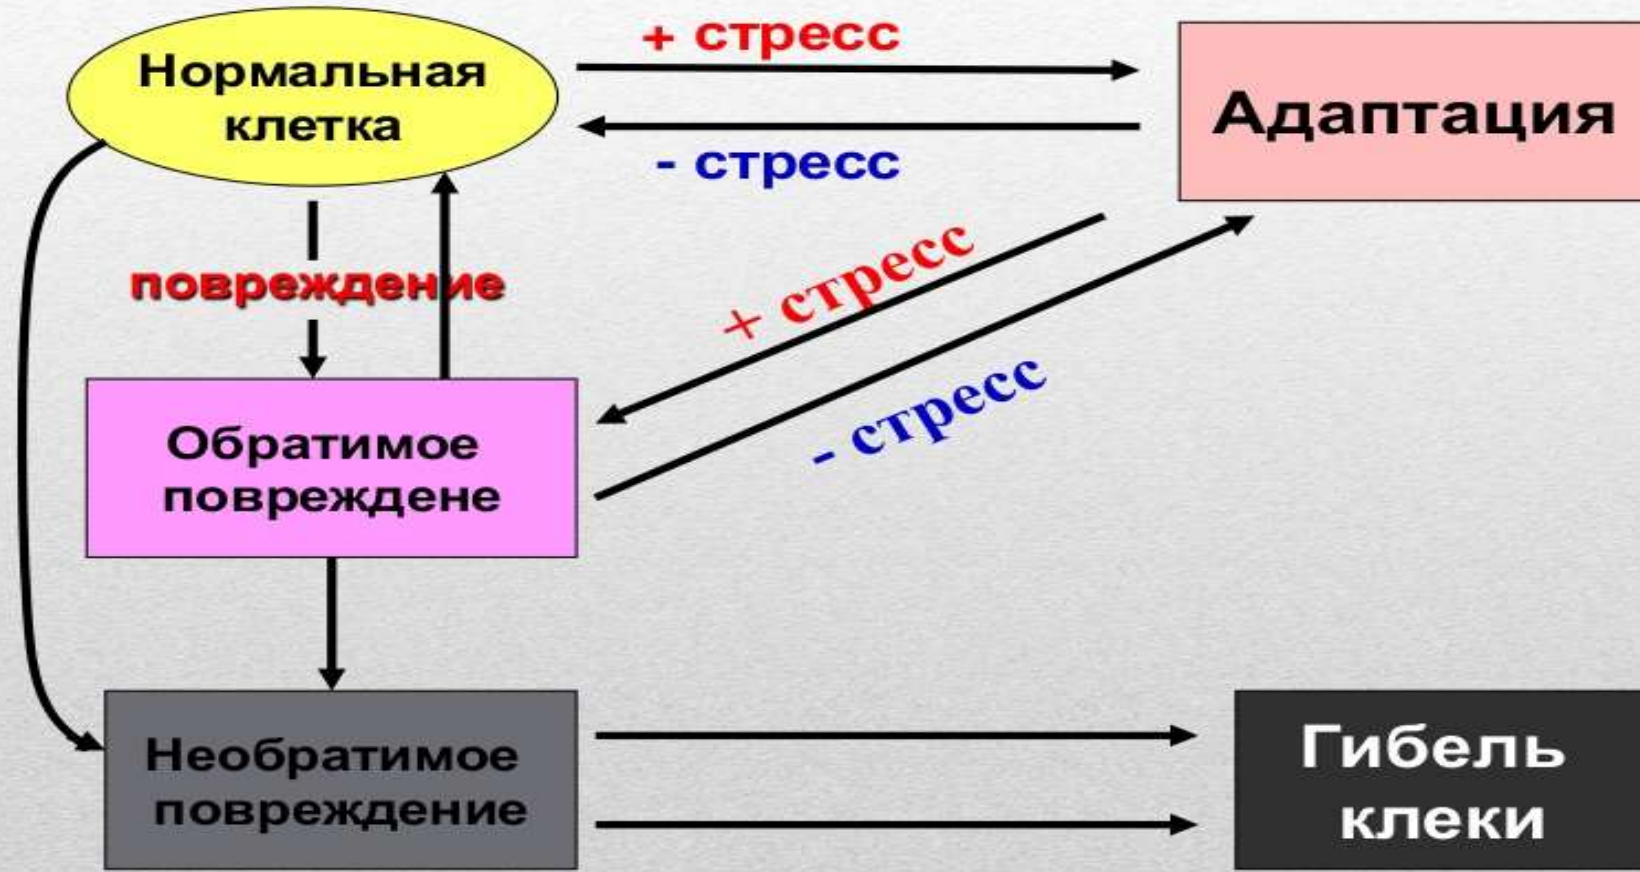 Нормальная
клетка
+ стресс
- стресс
Адаптация
повреждение
+ стресс
- стресс
Обратимое
повреждене
Необратимое
повреждение
Гибель
клеки